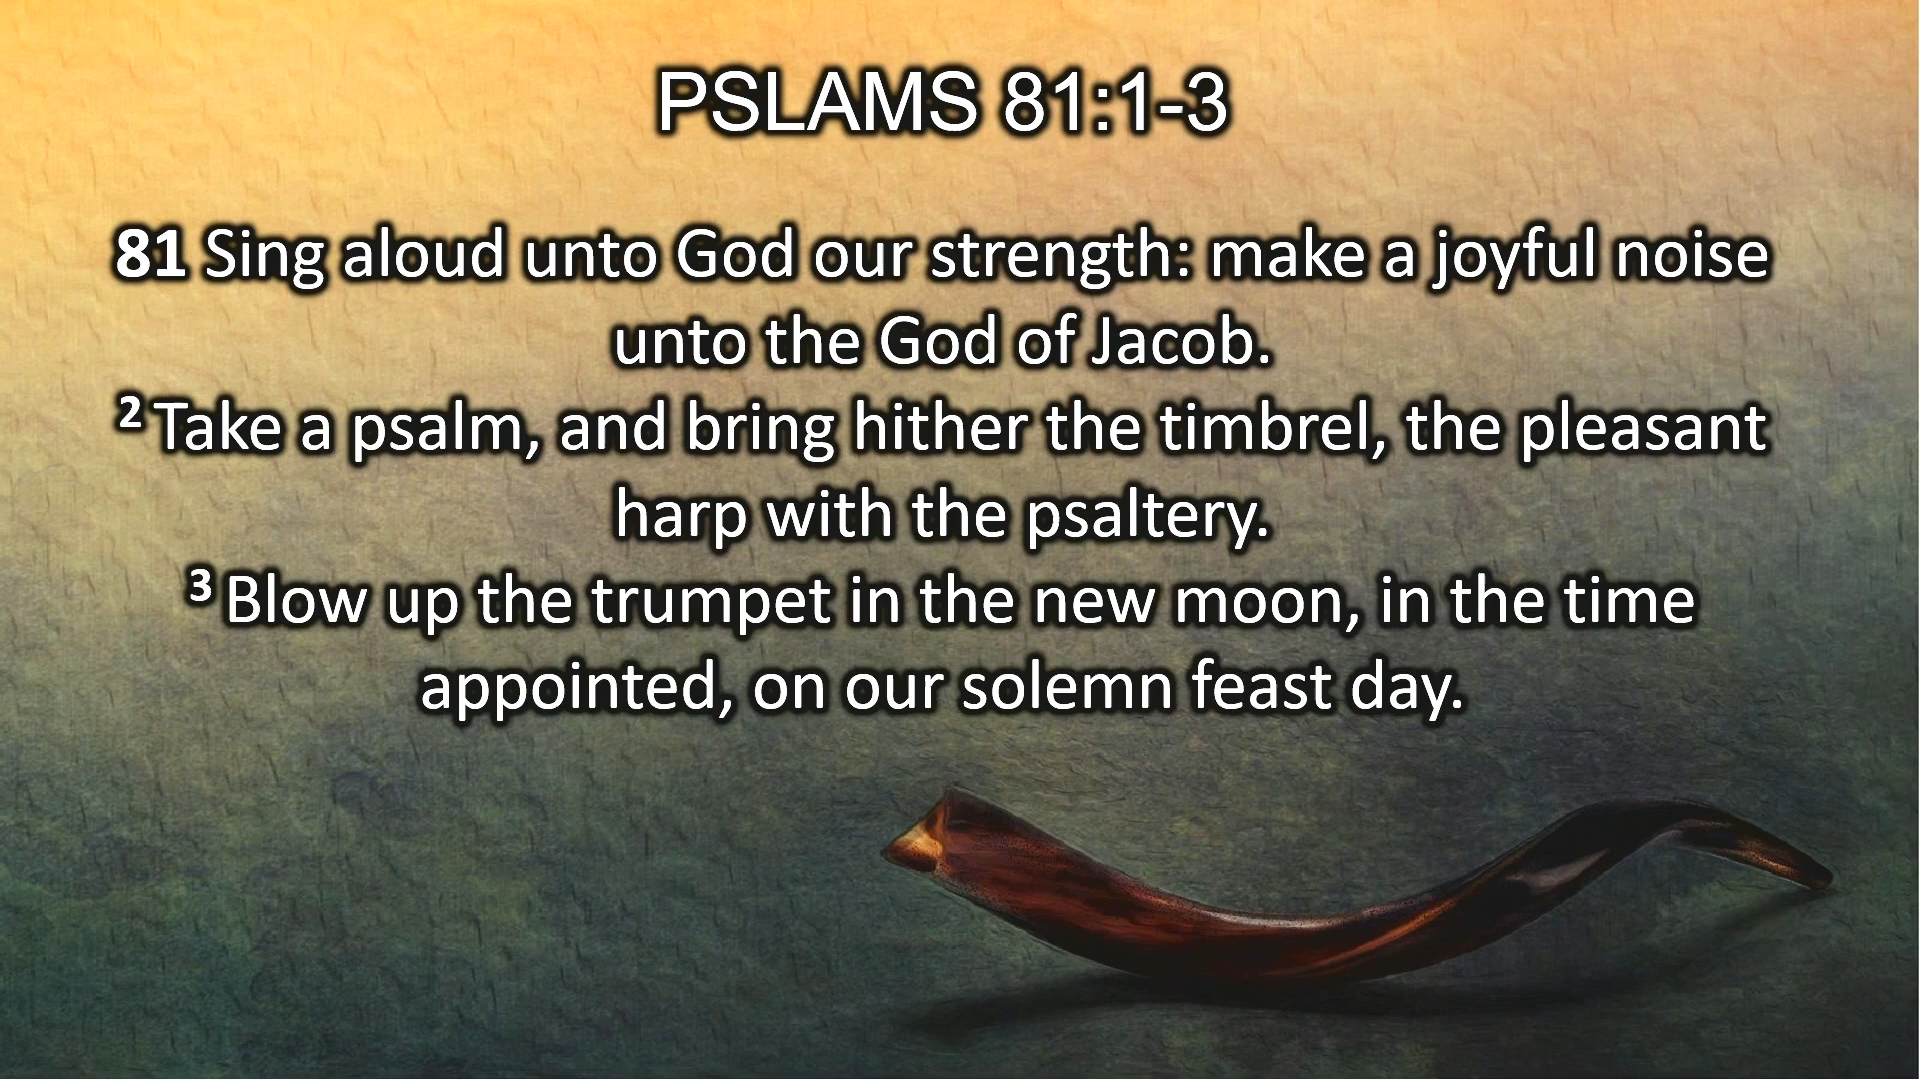 PSLAMS 81:1-3
81 Sing aloud unto God our strength: make a joyful noise
unto the God of Jacob.
2 Take a psalm, and bring hither the timbrel, the pleasant
harp with the psaltery.
3 Blow up the trumpet in the new moon, in the time
appointed, on our solemn feast day.